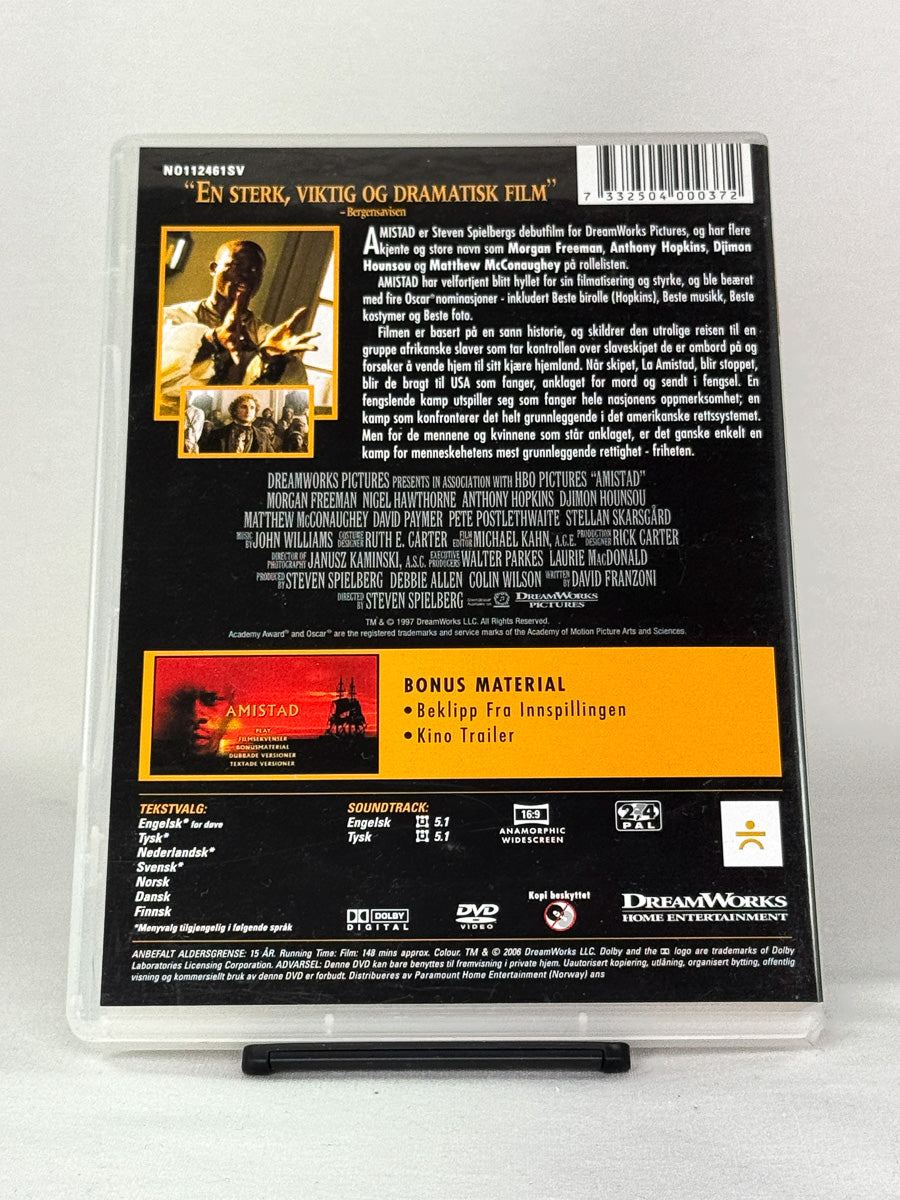 NO112461SV
7 332504 000372
“EN STERK, VIKTIG OG DRAMATISK FILM”
– Bergensavisen
AMISTAD er Steven Spielbergs debutfilm for DreamWorks Pictures, og har flere
kjente og store navn som Morgan Freeman, Anthony Hopkins, Djimon
Hounsou og Matthew McConaughey på rollelisten.
AMISTAD har velfortjent blitt hyllet for sin filmatisering og styrke, og ble beæret
med fire Oscar® nominasjoner - inkludert Beste birolle (Hopkins), Beste musikk, Beste
kostymer og Beste foto.
Filmen er basert på en sann historie, og skildrer den utrolige reisen til en
gruppe afrikanske slaver som tar kontrollen over slaveskipet de er ombord på og
forsøker å vende hjem til sitt kjære hjemland. Når skipet, La Amistad, blir stoppet,
blir de bragt til USA som fanger, anklaget for mord og sendt i fengsel. En
fengslende kamp utspiller seg som fanger hele nasjonens oppmerksomhet; en
kamp som konfronterer det helt grunnleggende i det amerikanske rettssystemet.
Men for de mennene og kvinnene som står anklaget, er det ganske enkelt en
kamp for menneskehetens mest grunnleggende rettighet - friheten.
DREAMWORKS PICTURES PRESENTS IN ASSOCIATION WITH HBO PICTURES “AMISTAD”
MORGAN FREEMAN NIGEL HAWTHORNE ANTHONY HOPKINS DJIMON HOUNSOU
MATTHEW McCONAUGHEY DAVID PAYMER PETE POSTLETHWAITE STELLAN SKARSGÅRD
MUSIC BY JOHN WILLIAMS COSTUME DESIGNER RUTH E. CARTER FILM EDITOR MICHAEL KAHN, A.C.E. PRODUCTION DESIGNER RICK CARTER
DIRECTOR OF PHOTOGRAPHY JANUSZ KAMINSKI, A.S.C. EXECUTIVE PRODUCERS WALTER PARKES LAURIE MacDONALD
PRODUCED BY STEVEN SPIELBERG DEBBIE ALLEN COLIN WILSON WRITTEN BY DAVID FRANZONI
DIRECTED BY STEVEN SPIELBERG DREAMWORKS PICTURES
TM & © 1997 DreamWorks LLC. All Rights Reserved.
Academy Award® and Oscar® are the registered trademarks and service marks of the Academy of Motion Picture Arts and Sciences.
AMISTAD
PLAY
FILMSEKVENSER
BONUSMATERIAL
DUBBADE VERSIONER
TEXTADE VERSIONER
BONUS MATERIAL
• Beklipp Fra Innspillingen
• Kino Trailer
TEKSTVALG:
Engelsk* for døve
Tysk*
Nederlandsk*
Svensk*
Norsk
Dansk
Finnsk
*Menyvalg tilgjengelig i følgende språk
SOUNDTRACK:
Engelsk 5.1
Tysk 5.1
16:9
ANAMORPHIC
WIDESCREEN
2,4
PAL
DOLBY
DIGITAL
DVD
VIDEO
Kopi beskyttet
DREAMWORKS
HOME ENTERTAINMENT
ANBEFALT ALDERSGRENSE: 15 ÅR. Running Time: Film: 148 mins approx. Colour. TM & © 2006 DreamWorks LLC. Dolby and the logo are trademarks of Dolby
Laboratories Licensing Corporation. ADVARSEL: Denne DVD kan bare benyttes til fremvisning i private hjem. Uautorisert kopiering, utlåning, organisert bytting, offentlig
visning og kommersiellt bruk av denne DVD er forbudt. Distribueres av Paramount Home Entertainment (Norway) ans